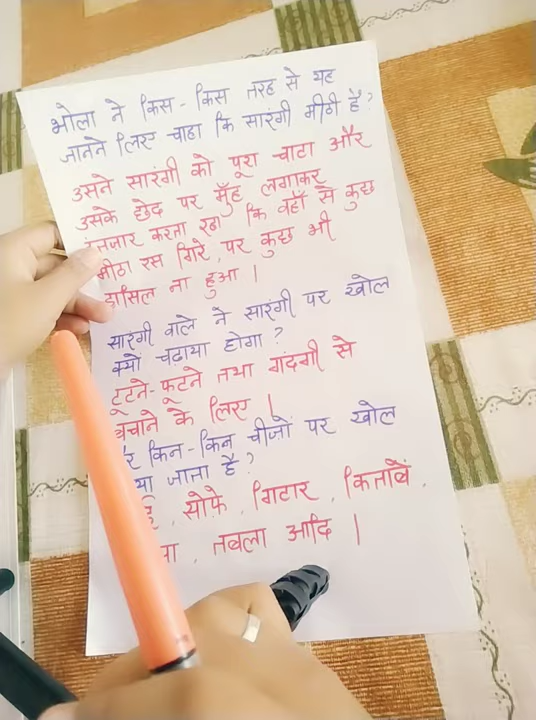 भोला ने किस - किस तरह से यह
जानने लिए चाहा कि सारंगी मीठी है?
उसने सारंगी को पूरा चाटा और
उसके छेद पर मुँह लगाकर
इन्तजार करता रहा कि वहाँ से कुछ
मीठा रस गिरे, पर कुछ भी
हासिल ना हुआ।
सारंगी वाले ने सारंगी पर खोल
क्यों चढ़ाया होगा?
टूटने-फूटने तथा गंदगी से
बचाने के लिए।
किन-किन चीजों पर खोल
जाता है?
, सोफे, गिटार, किताबें,
, तबला आदि।